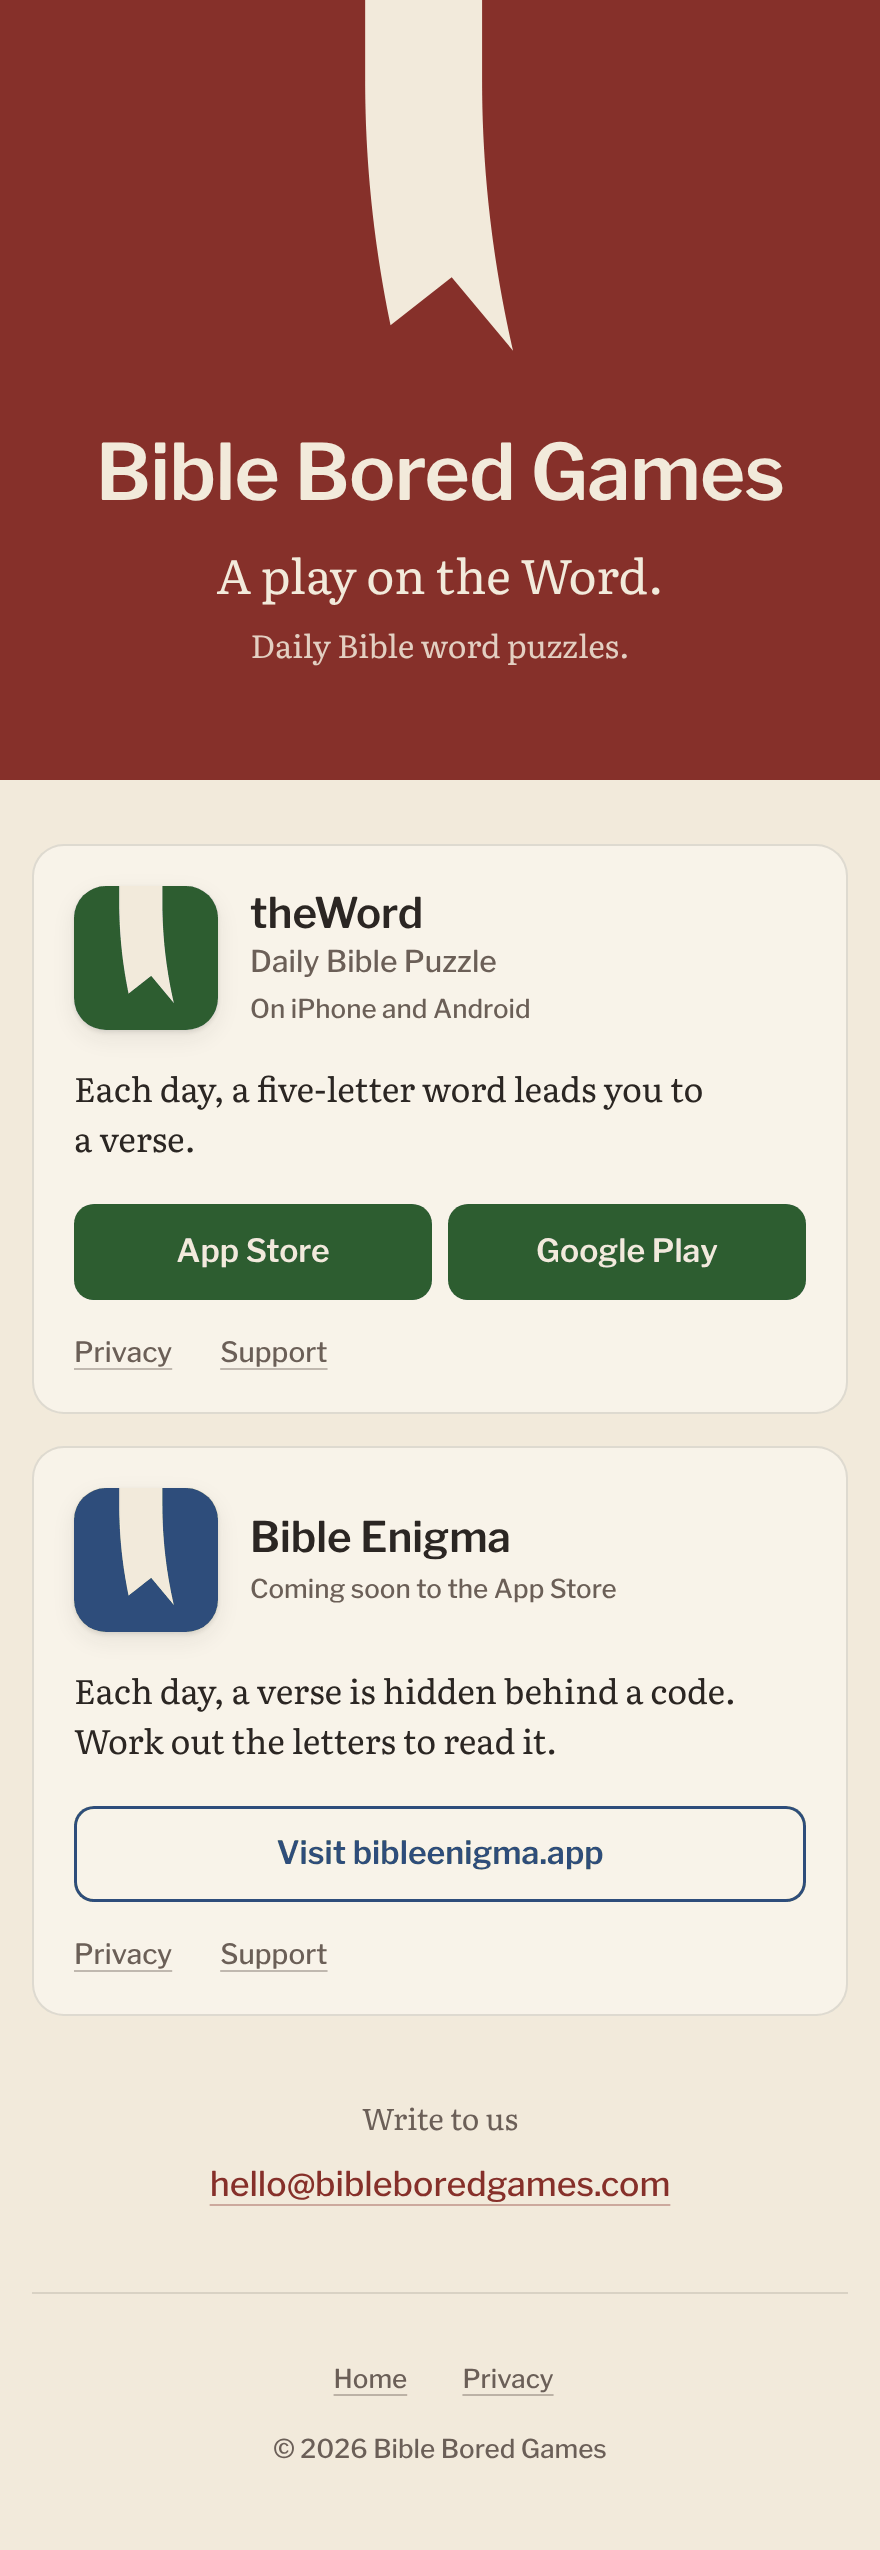 Bible Bored Games
A play on the Word.
Daily Bible word puzzles.
theWord
Daily Bible Puzzle
On iPhone and Android
Each day, a five-letter word leads you to
a verse.
App Store
Google Play
Privacy
Support
Bible Enigma
Coming soon to the App Store
Each day, a verse is hidden behind a code.
Work out the letters to read it.
Visit bibleenigma.app
Privacy
Support
Write to us
hello@bibleboredgames.com
Home
Privacy
© 2026 Bible Bored Games